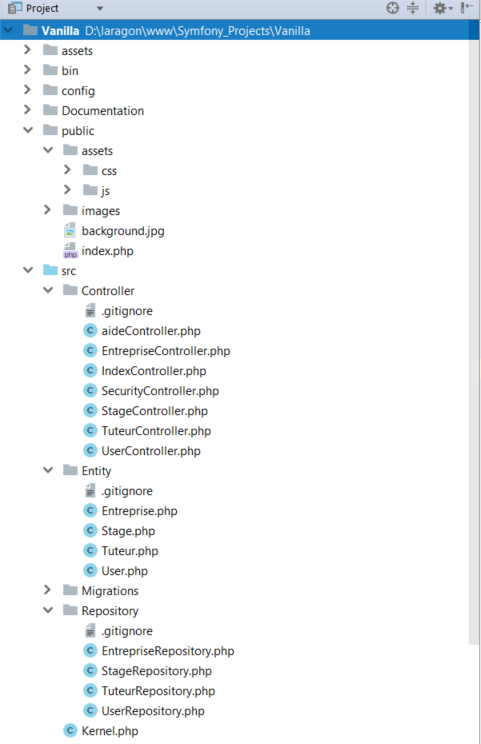 Project
Vanilla D:\laragon\www\Symfony_Projects\Vanilla
assets
bin
config
Documentation
public
assets
css
js
images
background.jpg
php index.php
src
Controller
.gitignore
C aideController.php
C EntrepriseController.php
C IndexController.php
C SecurityController.php
C StageController.php
C TuteurController.php
C UserController.php
Entity
.gitignore
C Entreprise.php
C Stage.php
C Tuteur.php
C User.php
Migrations
Repository
.gitignore
C EntrepriseRepository.php
C StageRepository.php
C TuteurRepository.php
C UserRepository.php
C Kernel.php